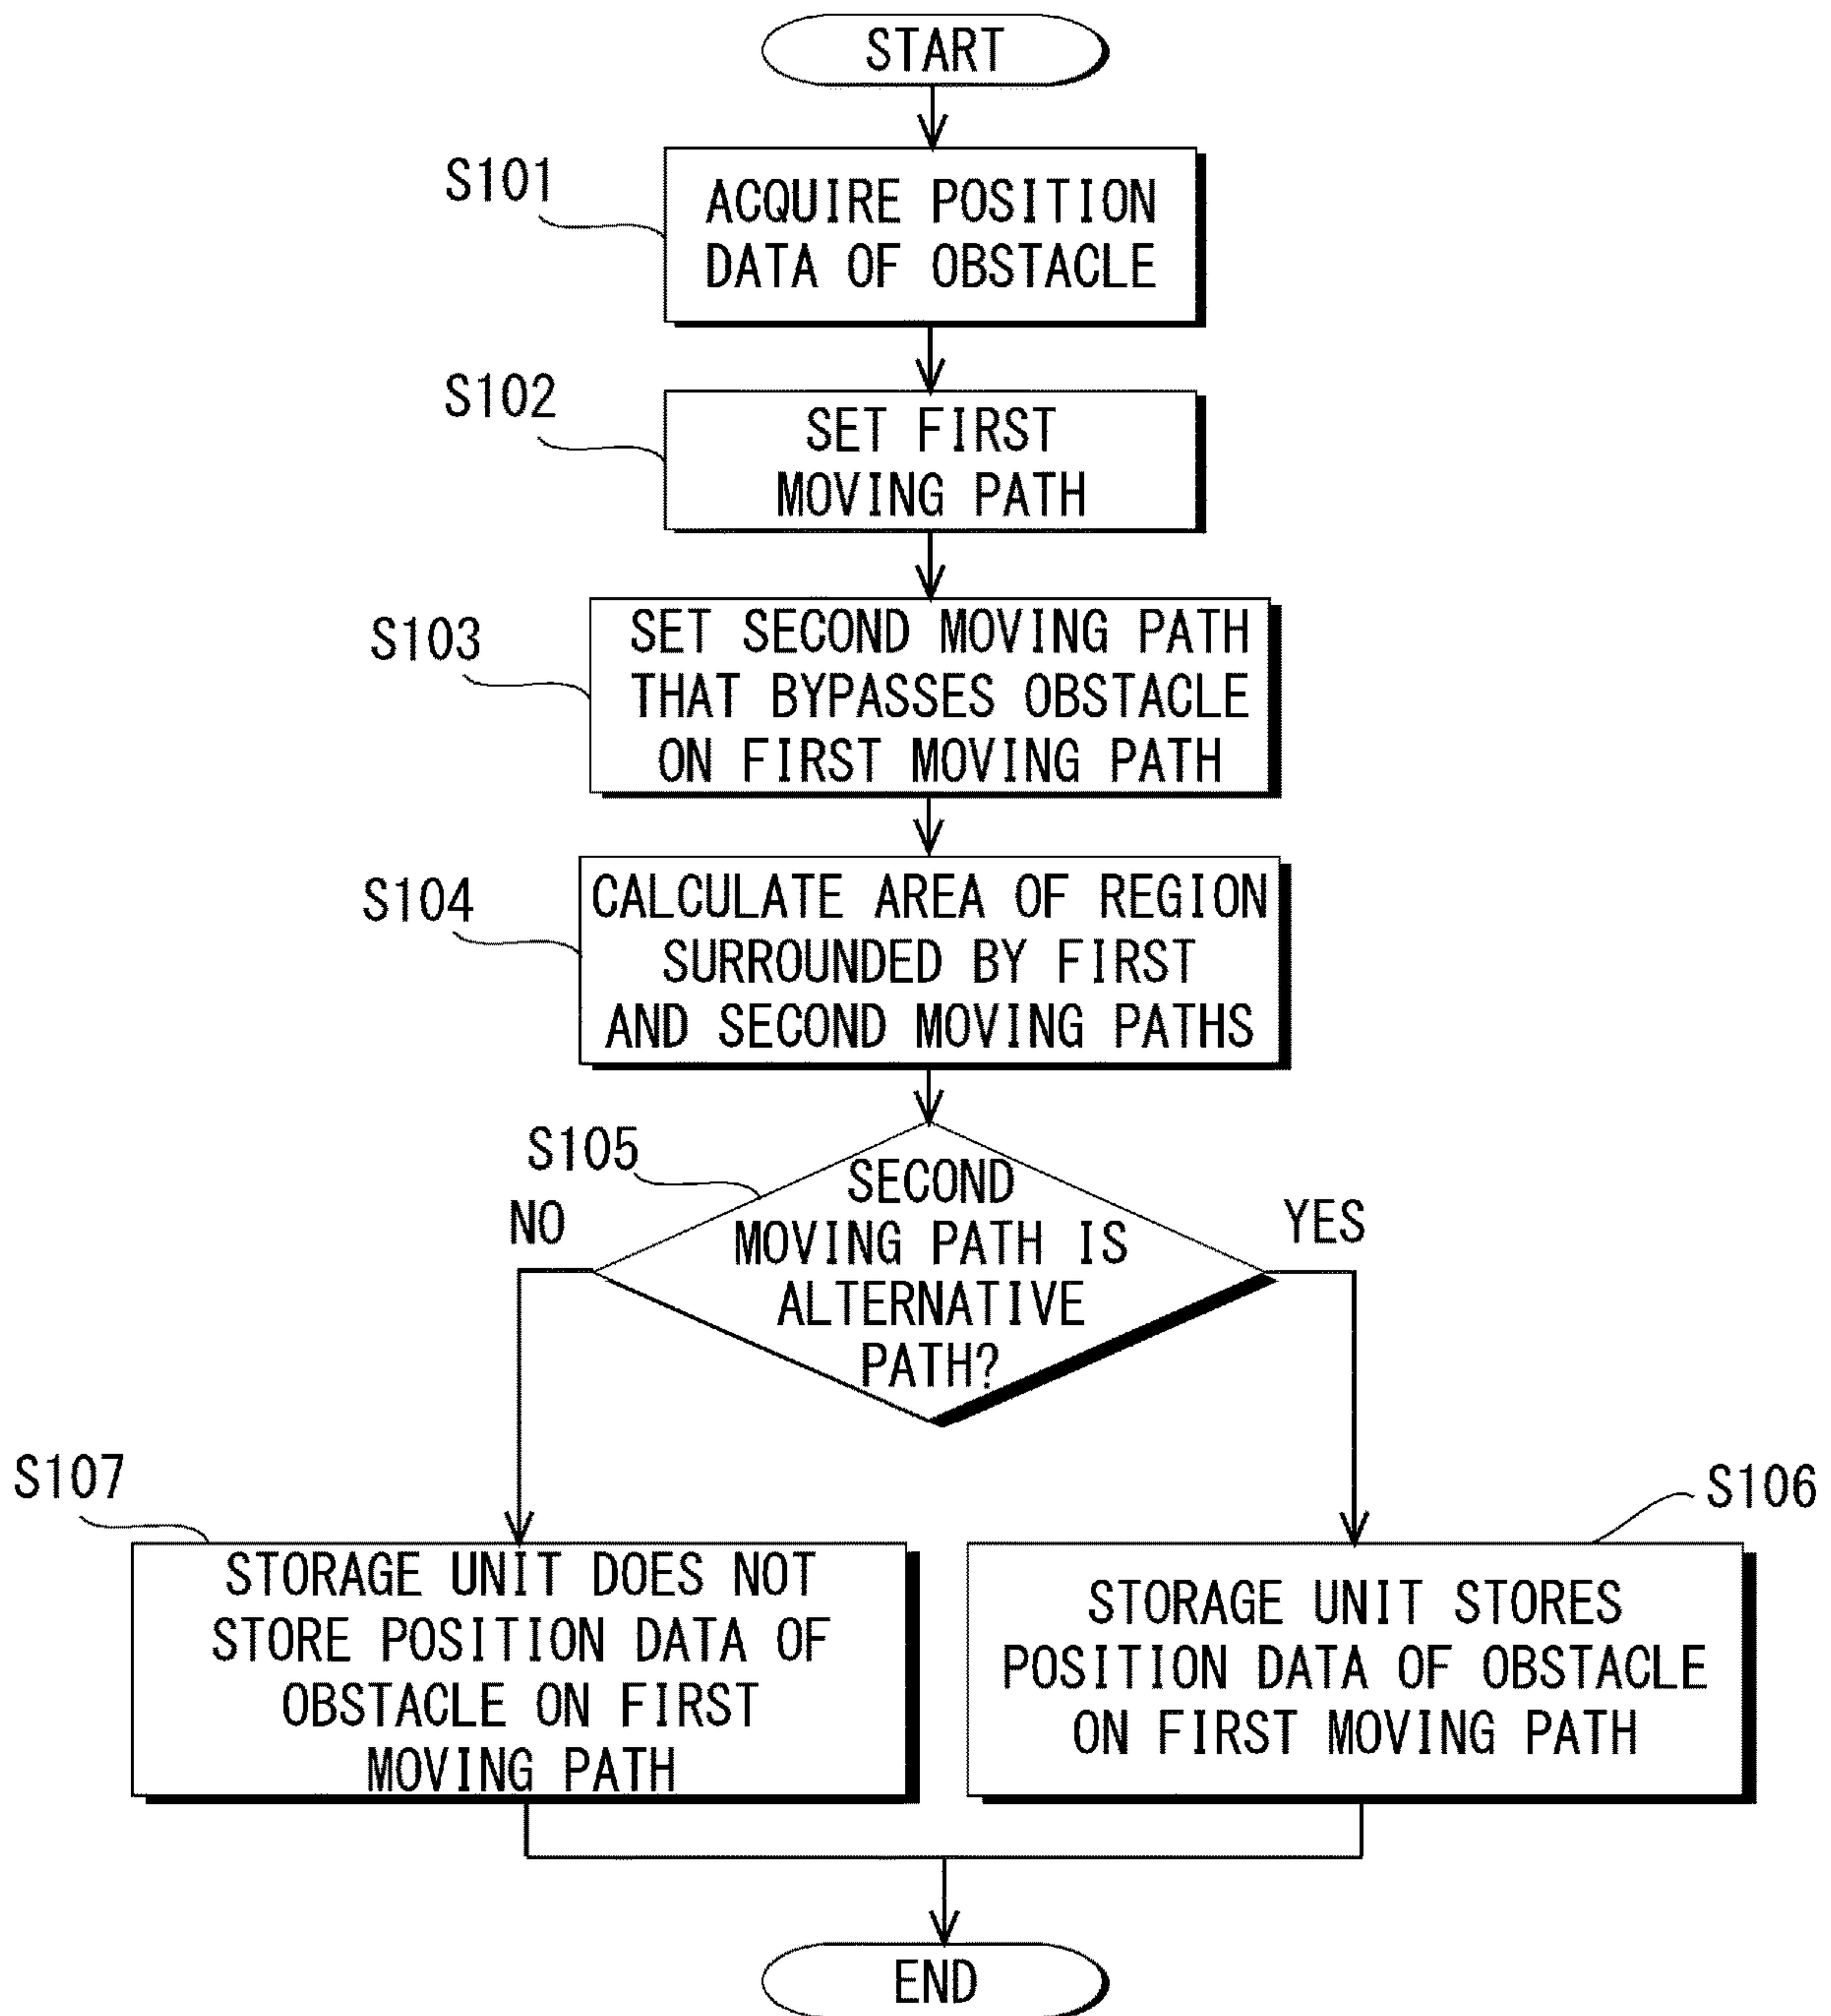 START
S101
ACQUIRE POSITION
DATA OF OBSTACLE
S102
SET FIRST
MOVING PATH
S103
SET SECOND MOVING PATH
THAT BYPASSES OBSTACLE
ON FIRST MOVING PATH
S104
CALCULATE AREA OF REGION
SURROUNDED BY FIRST
AND SECOND MOVING PATHS
S105
SECOND
MOVING PATH IS
ALTERNATIVE
PATH?
NO
YES
S107
STORAGE UNIT DOES NOT
STORE POSITION DATA OF
OBSTACLE ON FIRST
MOVING PATH
S106
STORAGE UNIT STORES
POSITION DATA OF OBSTACLE
ON FIRST MOVING PATH
END